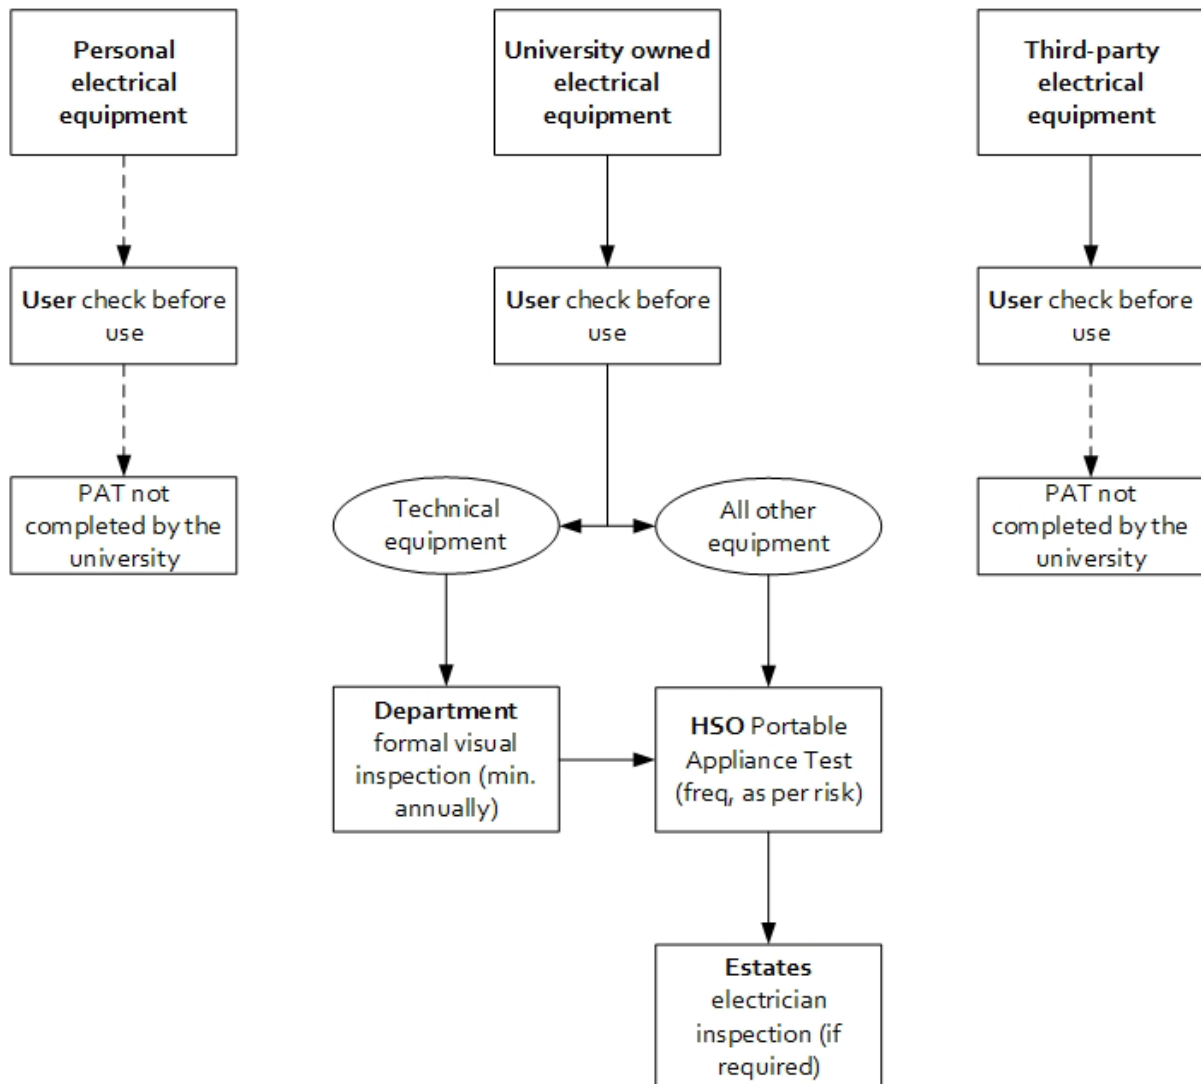 Personal
electrical
equipment
University owned
electrical
equipment
Third-party
electrical
equipment
User check before
use
User check before
use
User check before
use
PAT not
completed by the
university
Technical
equipment
All other
equipment
PAT not
completed by the
university
Department
formal visual
inspection (min.
annually)
HSO Portable
Appliance Test
(freq, as per risk)
Estates
electrician
inspection (if
required)